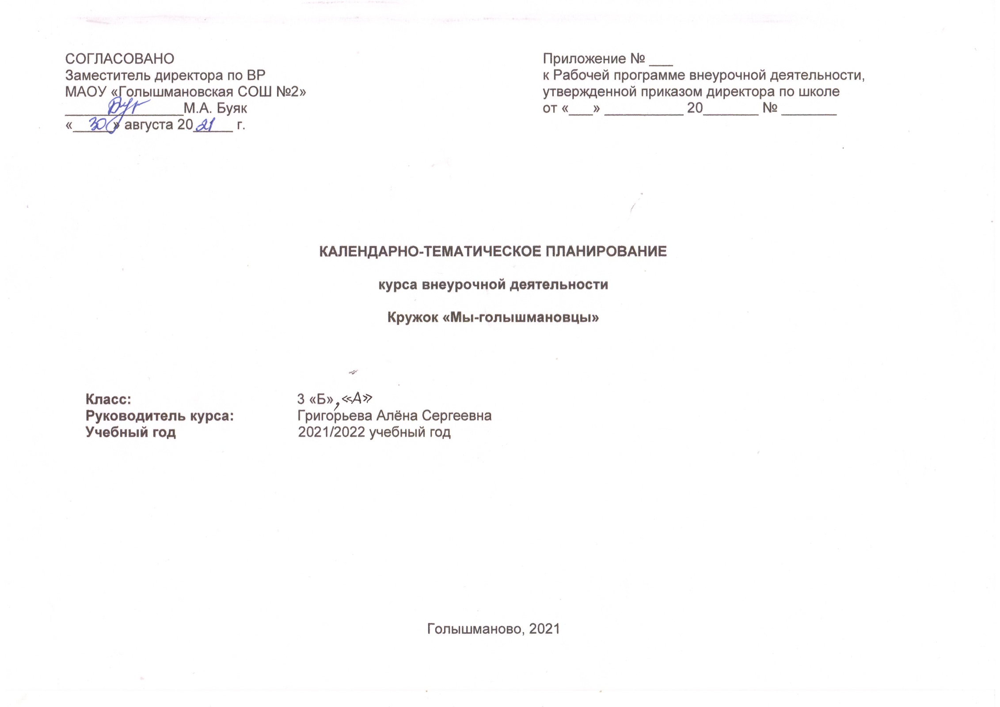 СОГЛАСОВАНО
Заместитель директора по ВР
МАОУ «Голышмановская СОШ №2»
_______________М.А. Буяк
«30» августа 2021 г.
Приложение № ___
к Рабочей программе внеурочной деятельности,
утвержденной приказом директора по школе
от «___» __________ 20_______ № _______
КАЛЕНДАРНО-ТЕМАТИЧЕСКОЕ ПЛАНИРОВАНИЕ
курса внеурочной деятельности
Кружок «Мы-голышмановцы»
Класс: 3 «Б», «А»
Руководитель курса: Григорьева Алёна Сергеевна
Учебный год 2021/2022 учебный год
Голышманово, 2021